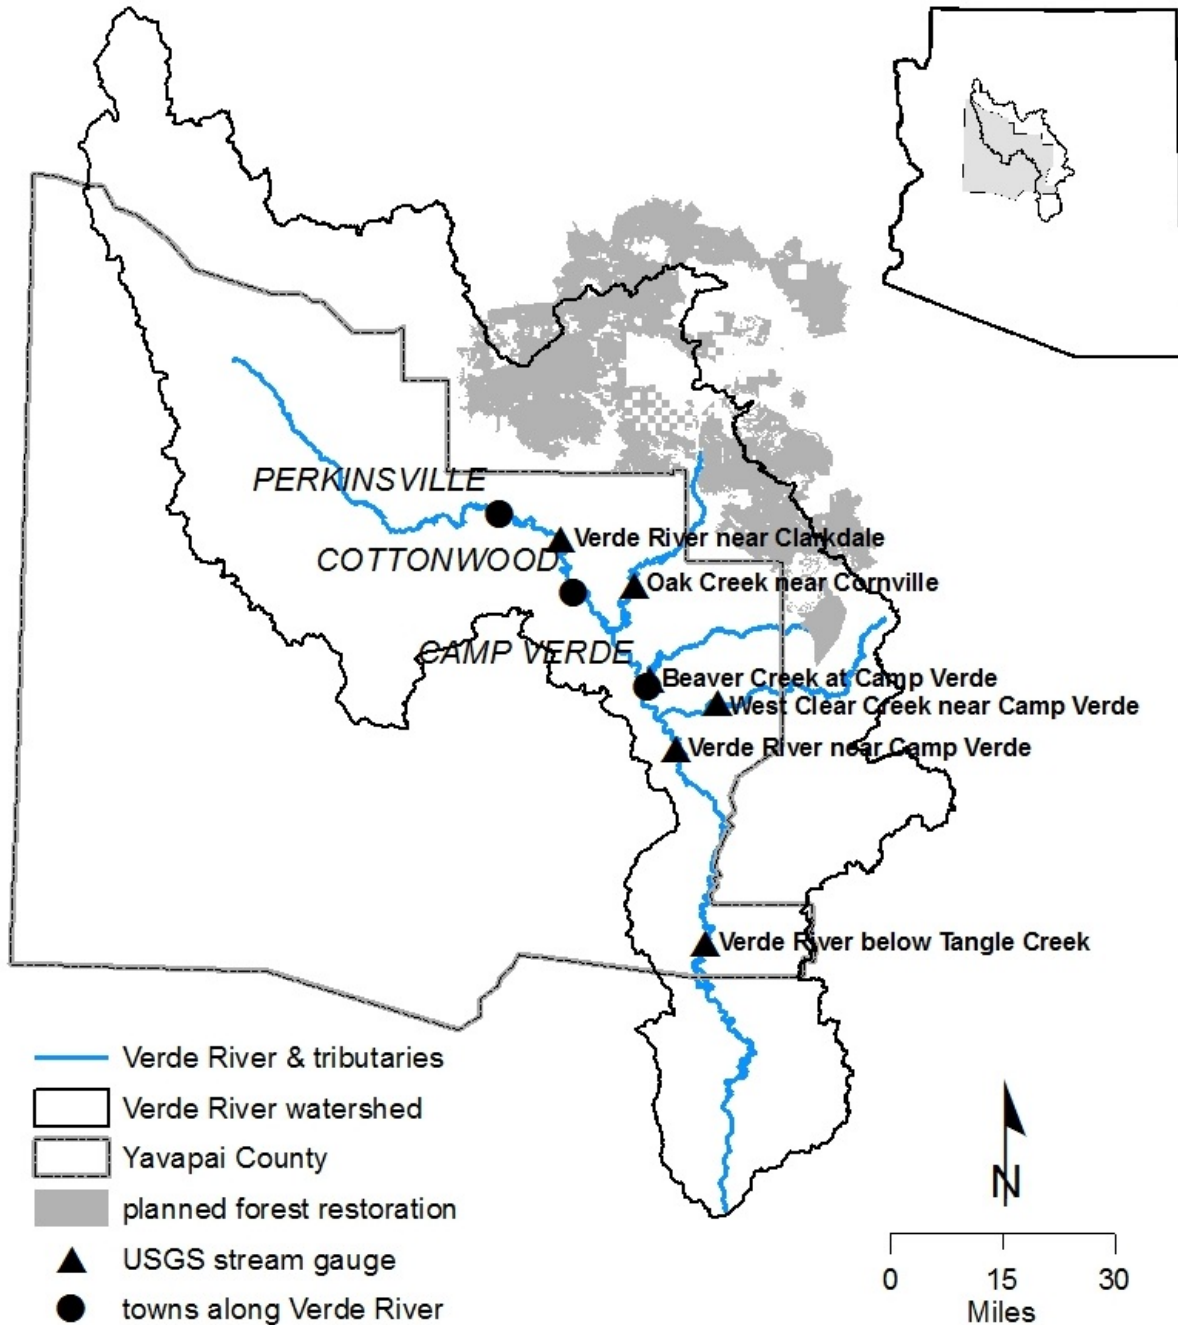 PERKINSVILLE
Verde River near Clarkdale
COTTONWOOD
Oak Creek near Cornville
CAMP VERDE
Beaver Creek at Camp Verde
West Clear Creek near Camp Verde
Verde River near Camp Verde
Verde River below Tangle Creek
Verde River & tributaries
Verde River watershed
Yavapai County
planned forest restoration
USGS stream gauge
towns along Verde River
N
0 15 30
Miles